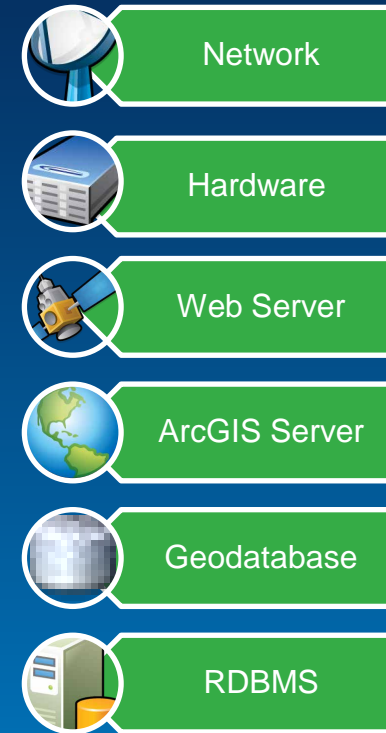 Network
Hardware
Web Server
ArcGIS Server
Geodatabase
RDBMS